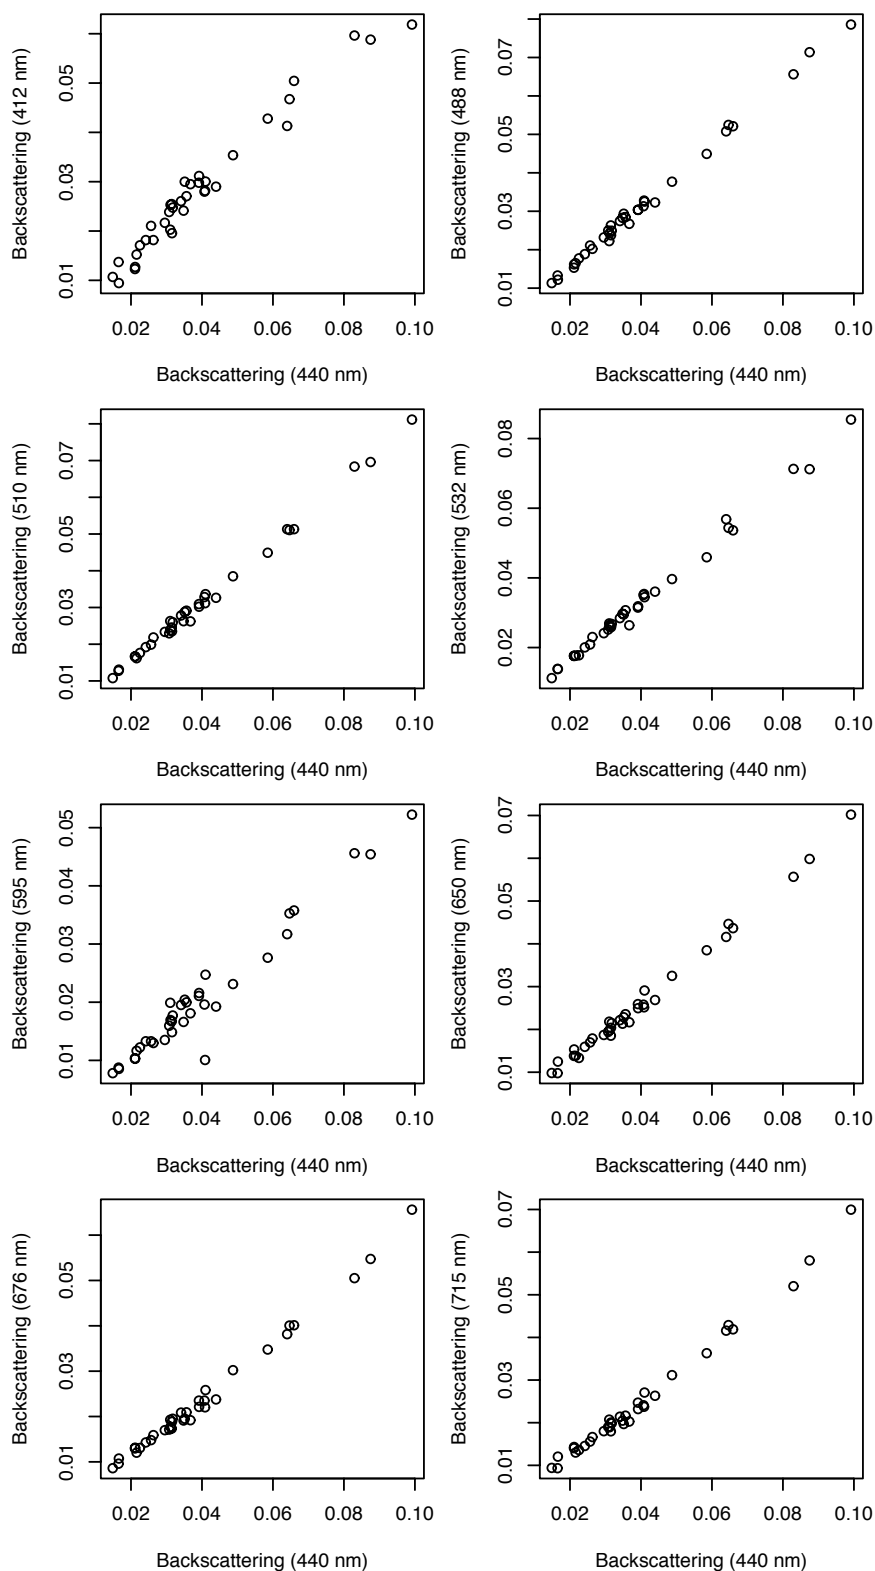 Backscattering (412 nm)
0.01 0.03 0.05
0.02 0.04 0.06 0.08 0.10
Backscattering (440 nm)
Backscattering (488 nm)
0.01 0.03 0.05 0.07
0.02 0.04 0.06 0.08 0.10
Backscattering (440 nm)
Backscattering (510 nm)
0.01 0.03 0.05 0.07
0.02 0.04 0.06 0.08 0.10
Backscattering (440 nm)
Backscattering (532 nm)
0.02 0.04 0.06 0.08
0.02 0.04 0.06 0.08 0.10
Backscattering (440 nm)
Backscattering (595 nm)
0.01 0.02 0.03 0.04 0.05
0.02 0.04 0.06 0.08 0.10
Backscattering (440 nm)
Backscattering (650 nm)
0.01 0.03 0.05 0.07
0.02 0.04 0.06 0.08 0.10
Backscattering (440 nm)
Backscattering (676 nm)
0.01 0.03 0.05
0.02 0.04 0.06 0.08 0.10
Backscattering (440 nm)
Backscattering (715 nm)
0.01 0.03 0.05 0.07
0.02 0.04 0.06 0.08 0.10
Backscattering (440 nm)